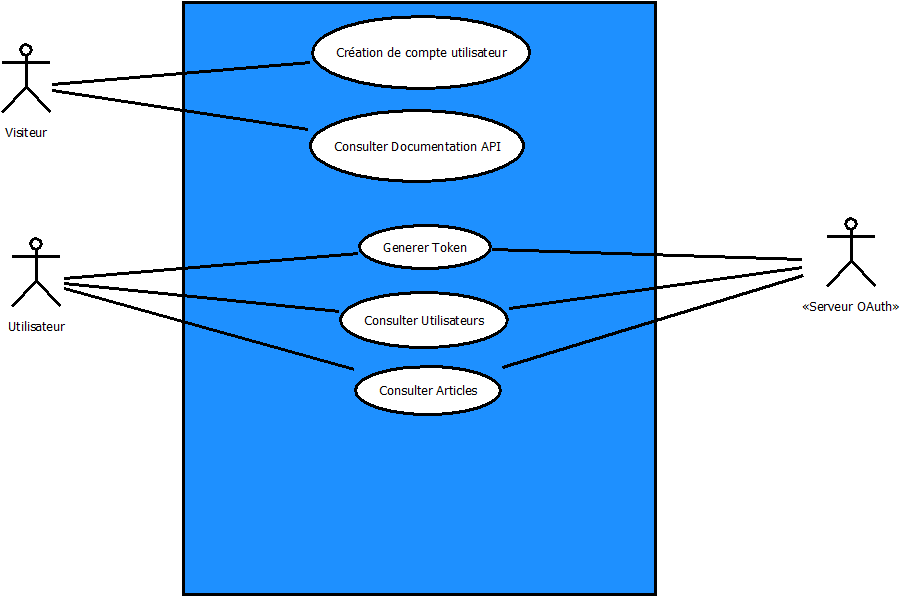 Création de compte utilisateur
Visiteur
Consulter Documentation API
Generer Token
«Serveur OAuth»
Utilisateur
Consulter Utilisateurs
Consulter Articles